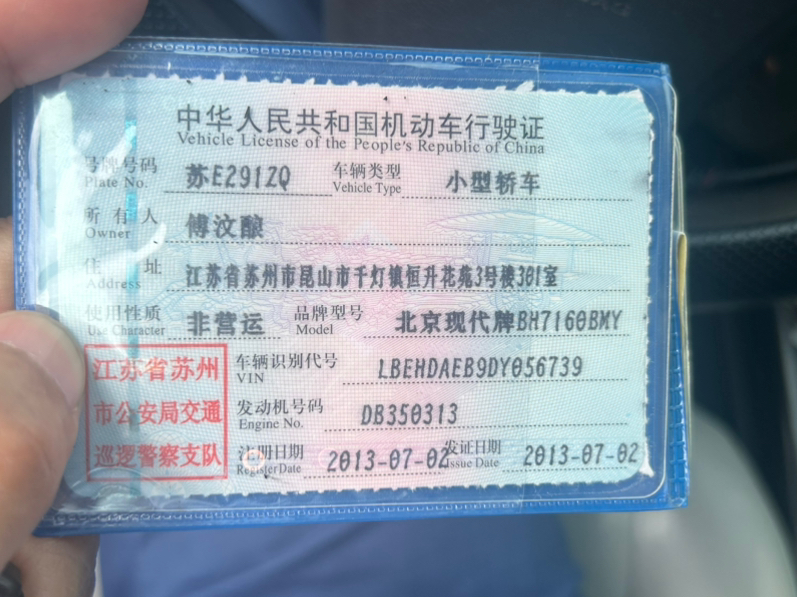 中华人民共和国机动车行驶证
Vehicle License of the People's Republic of China
号牌号码 苏E291ZQ 车辆类型 小型轿车
Plate No. Vehicle Type
所有人 傅汶酿
Owner
住址 江苏省苏州市昆山市千灯镇恒升花苑3号楼301室
Address
使用性质 非营运 品牌型号 北京现代牌BH7160BMY
Use Character Model
江苏省苏州
市公安局交通
巡逻警察支队
车辆识别代号 LBEHDAEB9DY056739
VIN
发动机号码 DB350313
Engine No.
注册日期 2013-07-02 发证日期 2013-07-02
Register Date Issue Date